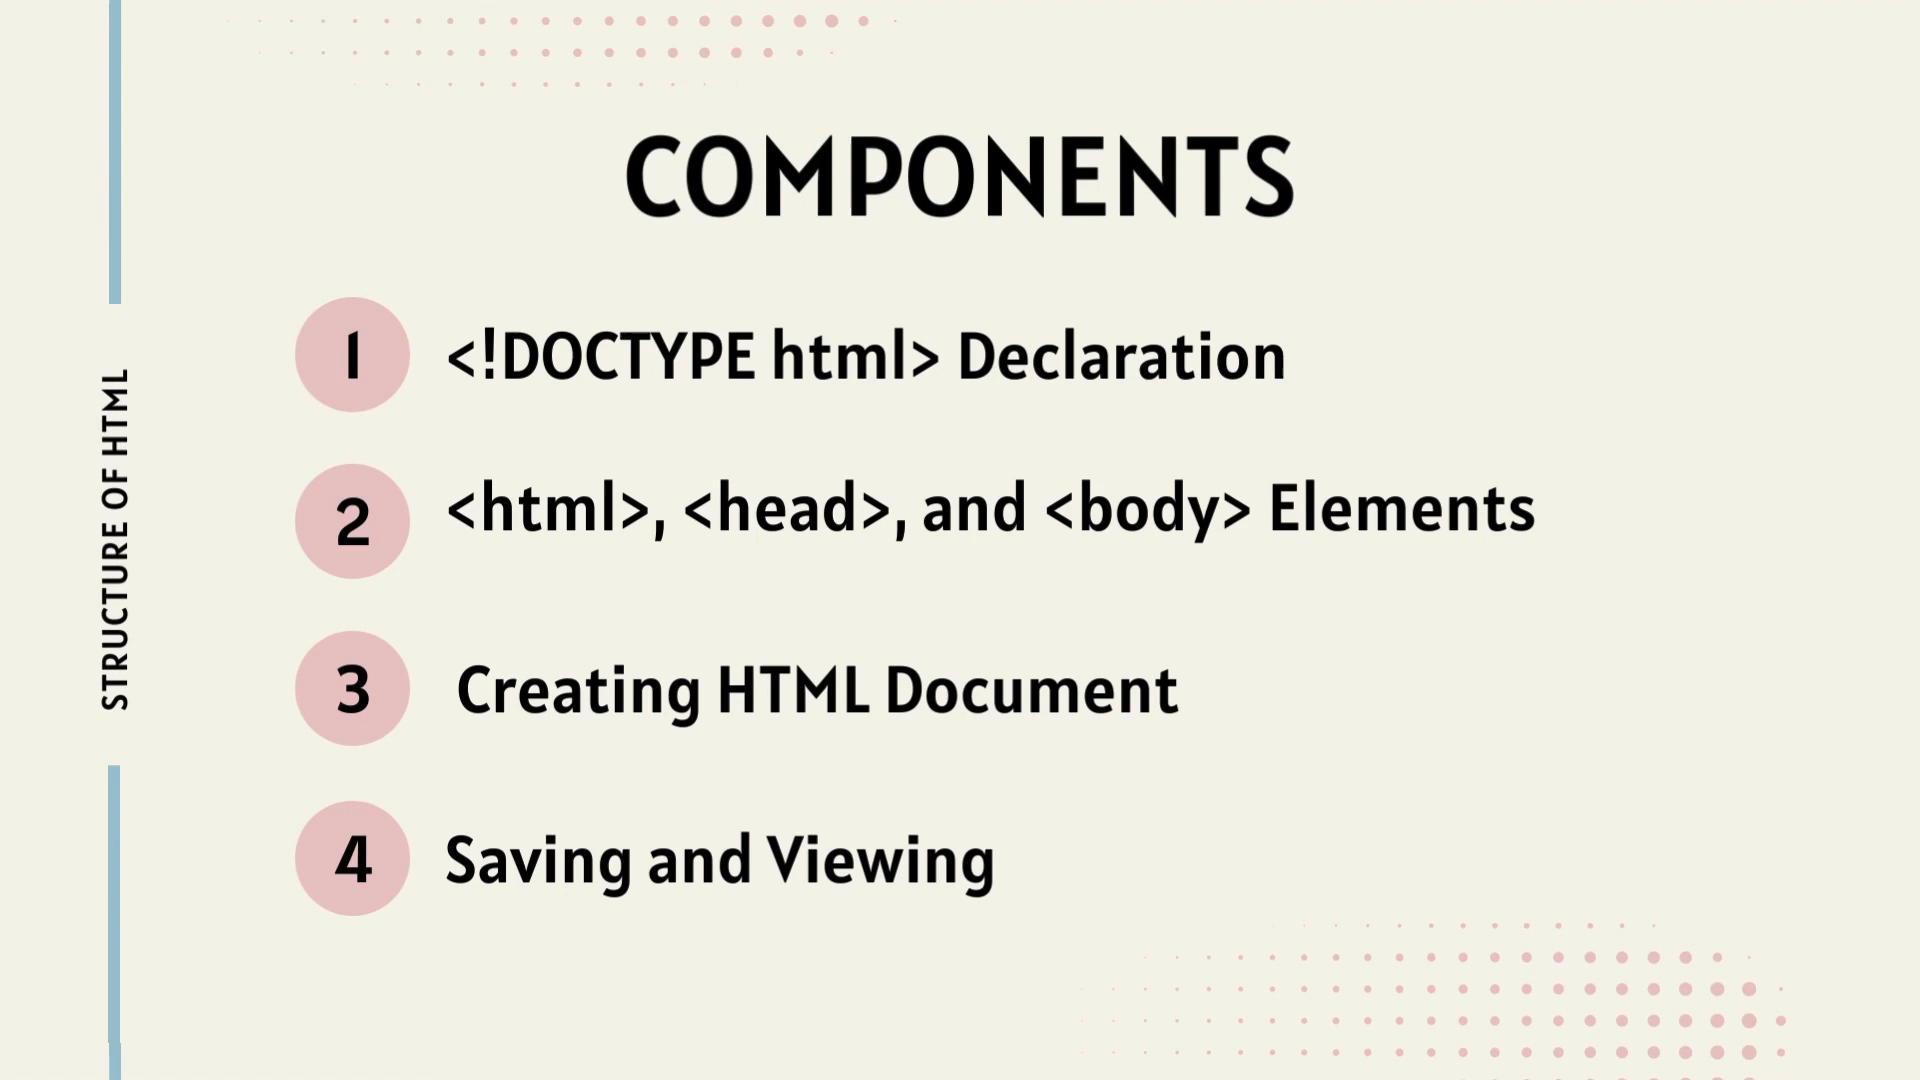 COMPONENTS
STRUCTURE OF HTML
1 <!DOCTYPE html> Declaration
2 <html>, <head>, and <body> Elements
3 Creating HTML Document
4 Saving and Viewing